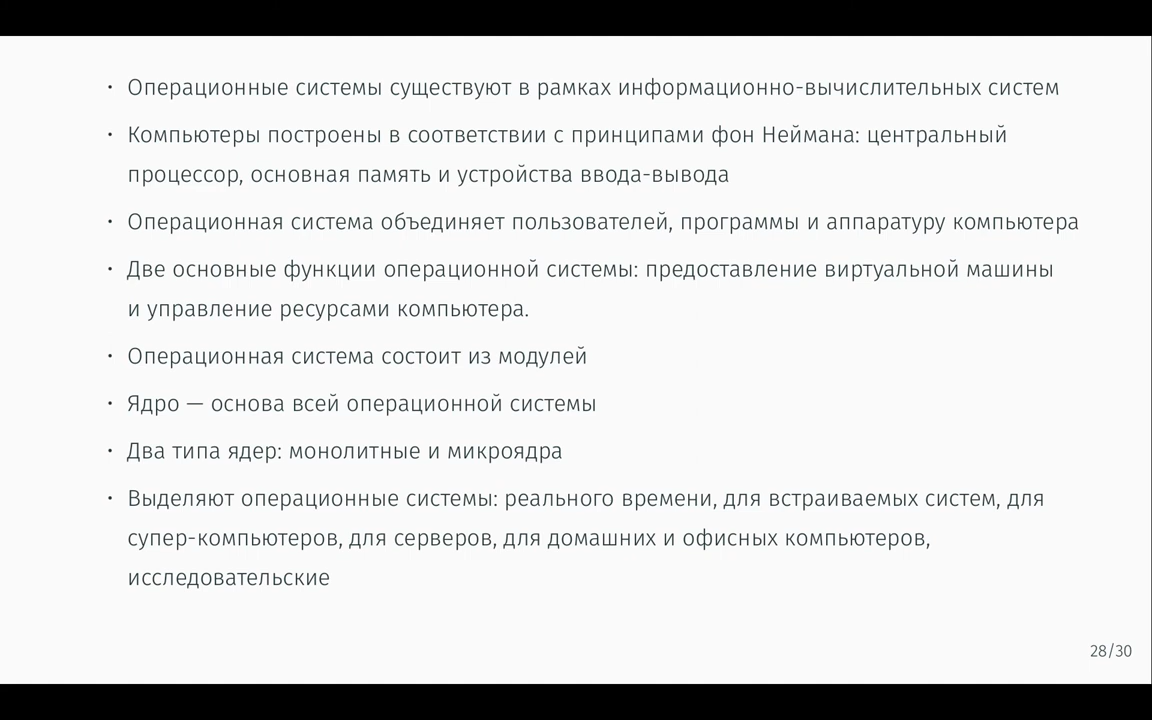 • Операционные системы существуют в рамках информационно-вычислительных систем
• Компьютеры построены в соответствии с принципами фон Неймана: центральный
процессор, основная память и устройства ввода-вывода
• Операционная система объединяет пользователей, программы и аппаратуру компьютера
• Две основные функции операционной системы: предоставление виртуальной машины
и управление ресурсами компьютера.
• Операционная система состоит из модулей
• Ядро — основа всей операционной системы
• Два типа ядер: монолитные и микроядра
• Выделяют операционные системы: реального времени, для встраиваемых систем, для
супер-компьютеров, для серверов, для домашних и офисных компьютеров,
исследовательские
28/30